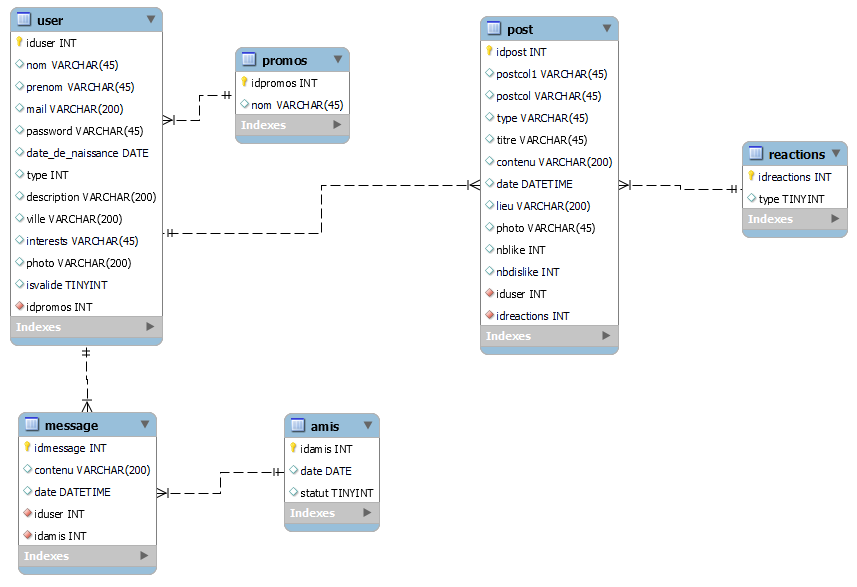 user
iduser INT
nom VARCHAR(45)
prenom VARCHAR(45)
mail VARCHAR(200)
password VARCHAR(45)
date_de_naissance DATE
type INT
description VARCHAR(200)
ville VARCHAR(200)
interests VARCHAR(45)
photo VARCHAR(200)
isvalide TINYINT
idpromos INT
Indexes
promos
idpromos INT
nom VARCHAR(45)
Indexes
post
idpost INT
postcol1 VARCHAR(45)
postcol VARCHAR(45)
type VARCHAR(45)
titre VARCHAR(45)
contenu VARCHAR(200)
date DATETIME
lieu VARCHAR(200)
photo VARCHAR(45)
nblike INT
nbdislike INT
iduser INT
idreactions INT
Indexes
reactions
idreactions INT
type TINYINT
Indexes
message
idmessage INT
contenu VARCHAR(200)
date DATETIME
iduser INT
idamis INT
Indexes
amis
idamis INT
date DATE
statut TINYINT
Indexes